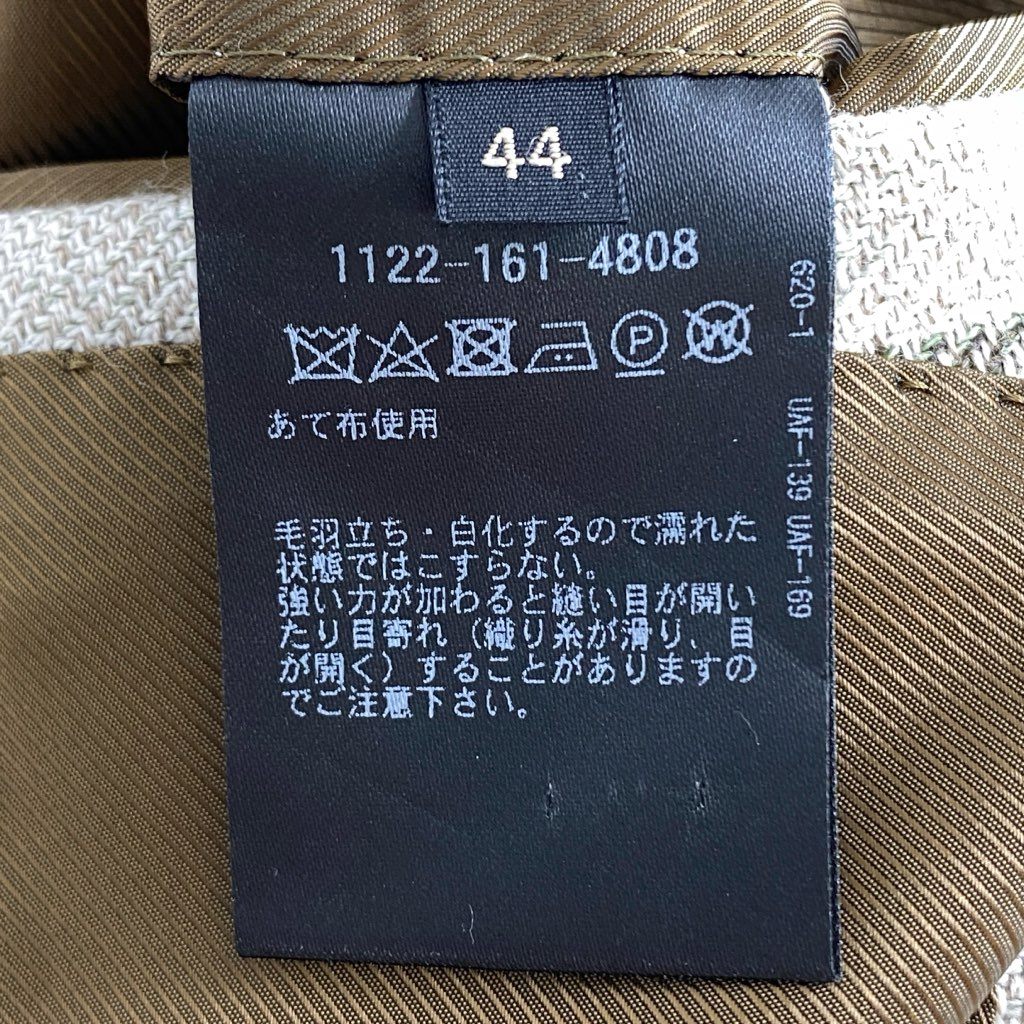 44
1122-161-4808
P
W
あて布使用
毛羽立ち・白化するので濡れた
状態ではこすらない。
強い力が加わると縫い目が開い
たり目寄れ（織り糸が滑り、目
が開く）することがありますの
でご注意下さい。
620-1 UAF-139 UAF-169